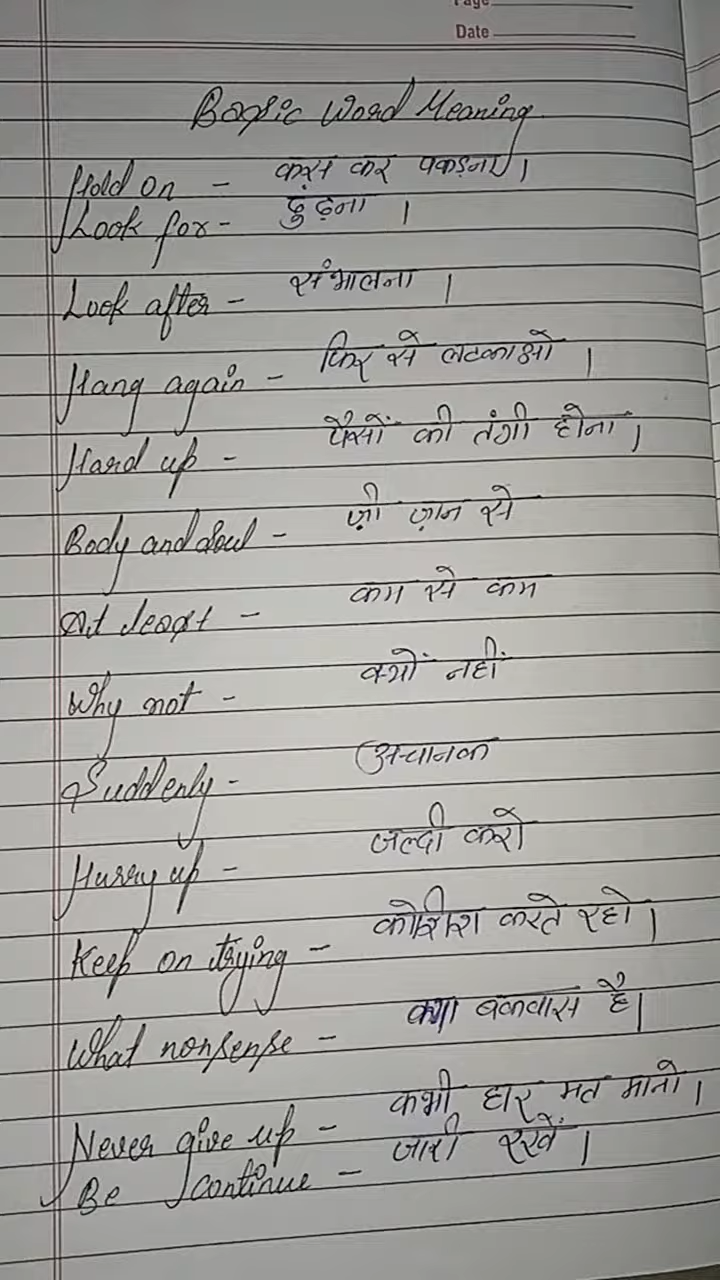 Page
Date
Basic Word Meaning
Hold on - कस कर पकड़ना।
Look for - ढुढ़ना।
Look after - संभालना।
Hang again - फिर से लटकाओ।
Hard up - पैसों की तंगी होना।
Body and Soul - ज़ी ज़ान से
At least - कम से कम
Why not - क्यों नहीं
Suddenly - अचानक
Hurry up - जल्दी करो
Keep on trying - कोशिश करते रहो।
What nonsense - क्या बकवास है।
Never give up - कभी हार मत मानो।
Be continue - जारी रखें।